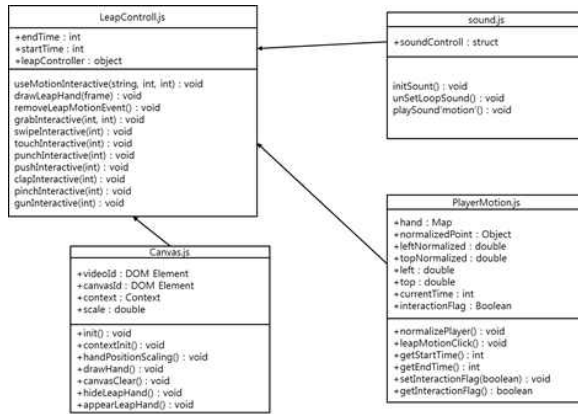 LeapControll.js
+endTime : int
+startTime : int
+leapController : object
useMotionInteractive(string, int, int) : void
drawLeapHand(frame) : void
removeLeapMotionEvent() : void
grabInteractive(int, int) : void
swipeInteractive(int) : void
touchInteractive(int) : void
punchInteractive(int) : void
pushInteractive(int) : void
clapInteractive(int) : void
pinchInteractive(int) : void
gunInteractive(int) : void
sound.js
+soundControll : struct
initSount() : void
unSetLoopSound() : void
playSound'motion') : void
Canvas.js
+videoId : DOM Element
+canvasId : DOM Element
+context : Context
+scale : double
+init() : void
+contextInit() : void
+handPositionScaling() : void
+drawHand() : void
+canvasClear() : void
+hideLeapHand() : void
+appearLeapHand() : void
PlayerMotion.js
+hand : Map
+normalizedPoint : Object
+leftNormalized : double
+topNormalized : double
+left : double
+top : double
+currentTime : int
+interactionFlag : Boolean
+normalizePlayer() : void
+leapMotionClick() : void
+getStartTime() : int
+getEndTime() : int
+setInteractionFlag(boolean) : void
+getInteractionFlag() : boolean